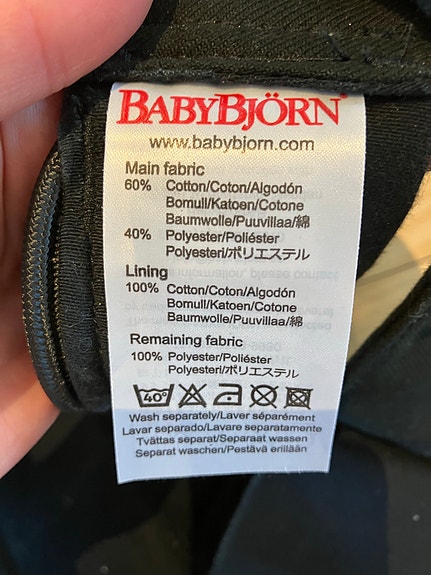 BABYBJÖRN®
www.babybjorn.com
Main fabric
60% Cotton/Coton/Algodón
Bomull/Katoen/Cotone
Baumwolle/Puuvillaa/綿
40% Polyester/Poliéster
Polyesteri/ポリエステル
Lining
100% Cotton/Coton/Algodón
Bomull/Katoen/Cotone
Baumwolle/Puuvillaa/綿
Remaining fabric
100% Polyester/Poliéster
Polyesteri/ポリエステル
40°
Wash separately/Laver séparément
Lavar separado/Lavare separatamente
Tvättas separat/Separaat wassen
Separat waschen/Pestävä erillään